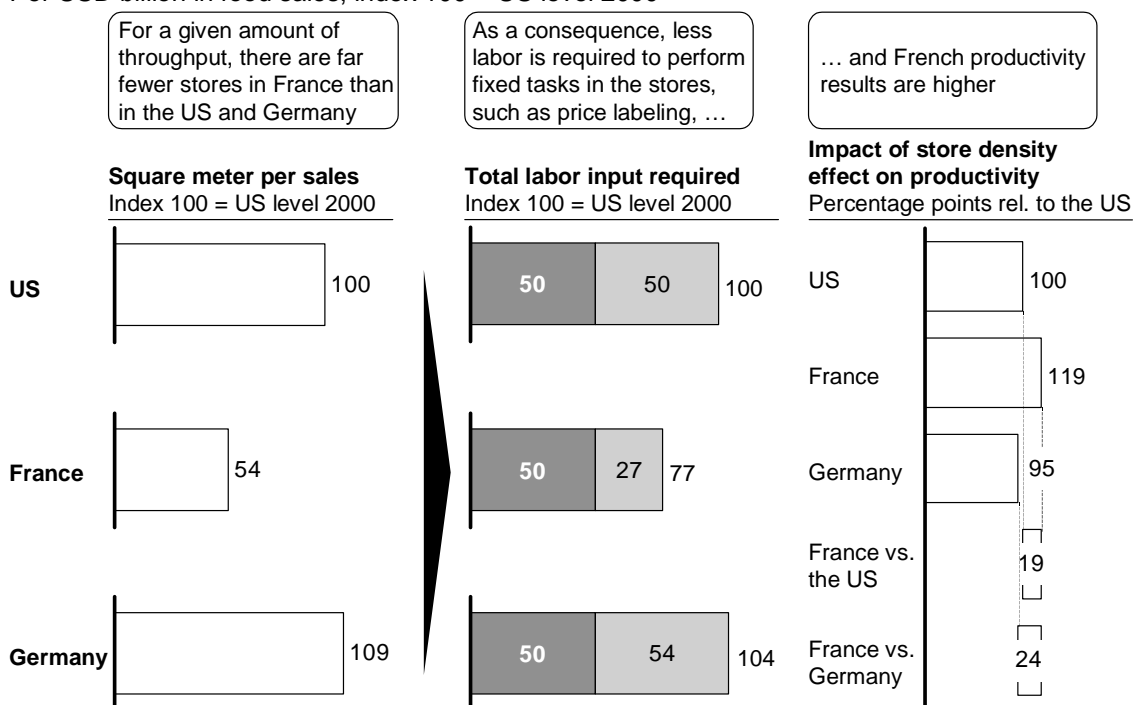 For a given amount of
throughput, there are far
fewer stores in France than
in the US and Germany
As a consequence, less
labor is required to perform
fixed tasks in the stores,
such as price labeling, …
… and French productivity
results are higher
Square meter per sales
Index 100 = US level 2000
Total labor input required
Index 100 = US level 2000
Impact of store density
effect on productivity
Percentage points rel. to the US
US
100
50
50
100
US
100
France
119
France
54
50
27
77
Germany
95
France vs.
the US
19
Germany
109
50
54
104
France vs.
Germany
24